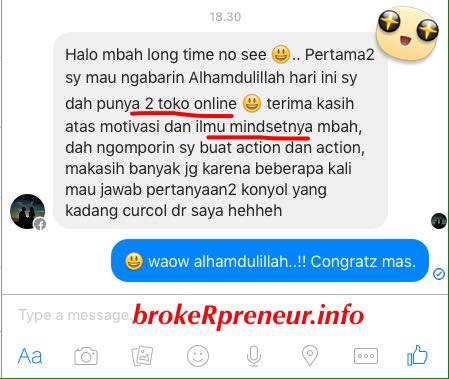 18.30
Halo mbah long time no see 😃.. Pertama2
sy mau ngabarin Alhamdulillah hari ini sy
dah punya 2 toko online 😃 terima kasih
atas motivasi dan ilmu mindsetnya mbah,
dah ngomporin sy buat action dan action,
makasih banyak jg karena beberapa kali
mau jawab pertanyaan2 konyol yang
kadang curcol dr saya hehheh
😃 waow alhamdulillah..!! Congratz mas.
Type a message,
brokeRpreneur.info
Aa